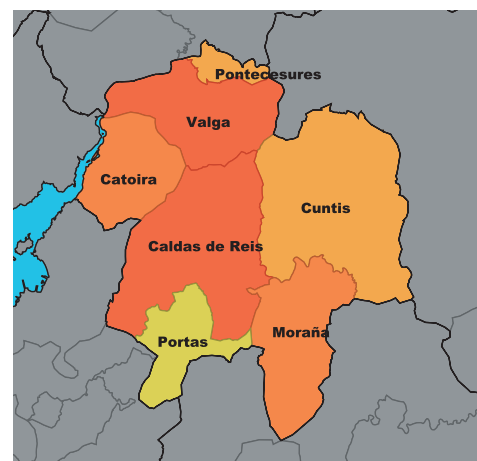 Pontecesures
Valga
Catoira
Cuntis
Caldas de Reis
Moraña
Portas